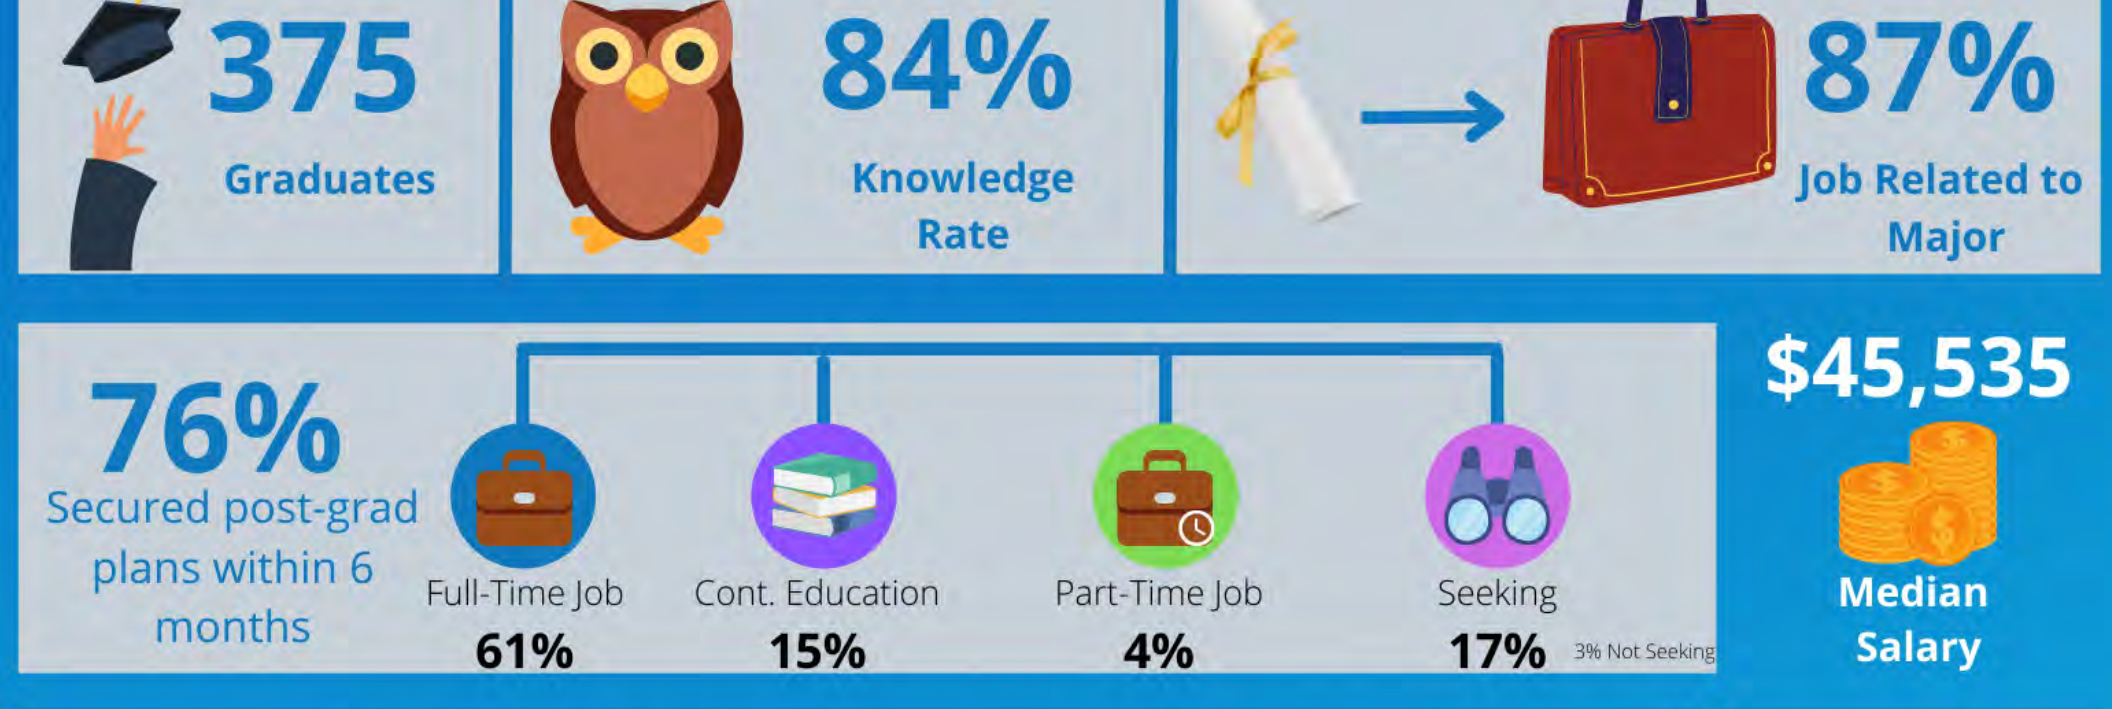 375
Graduates
84%
Knowledge
Rate
87%
Job Related to
Major
76%
Secured post-grad
plans within 6
months
Full-Time Job
61%
Cont. Education
15%
Part-Time Job
4%
Seeking
17%
3% Not Seeking
$45,535
Median
Salary